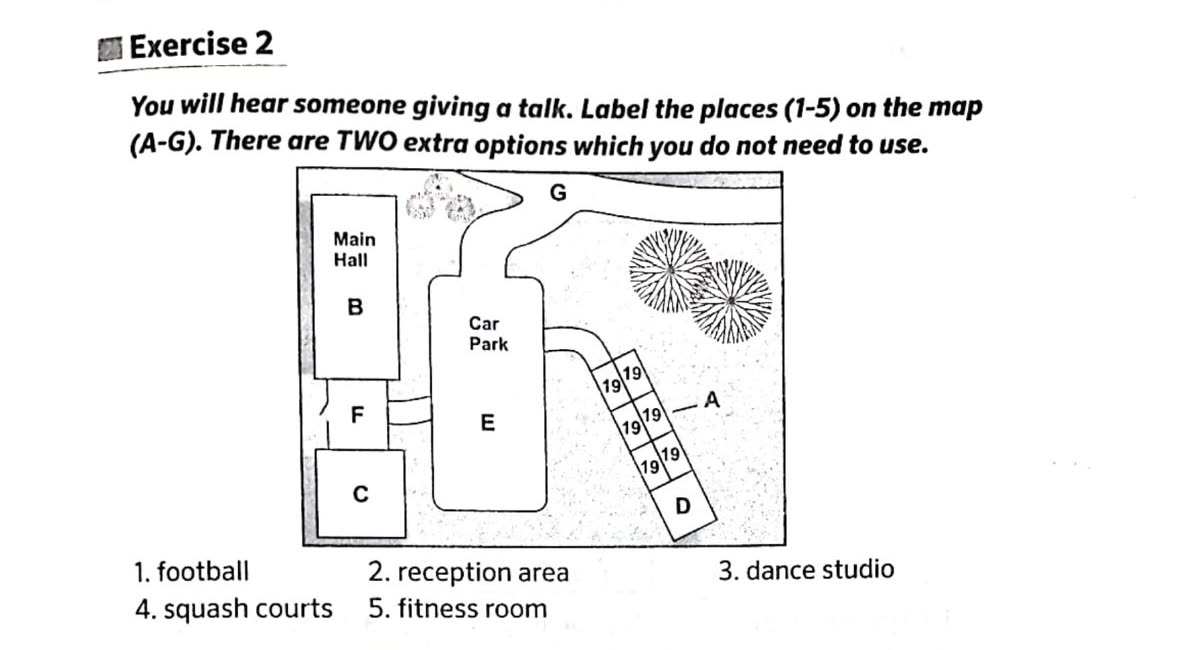 Exercise 2
You will hear someone giving a talk. Label the places (1-5) on the map
(A-G). There are TWO extra options which you do not need to use.
G
Main
Hall
B
Car
Park
19
19
A
19
19
F
E
19
19
C
D
1. football 2. reception area 3. dance studio
4. squash courts 5. fitness room